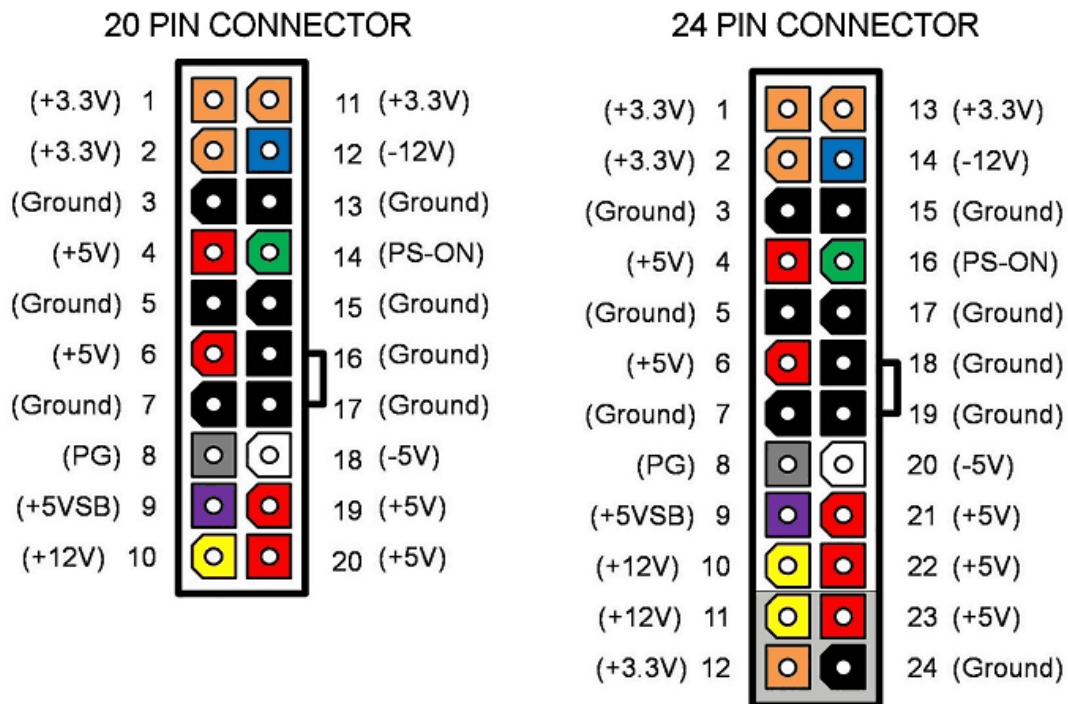 20 PIN CONNECTOR
(+3.3V) 1 11 (+3.3V)
(+3.3V) 2 12 (-12V)
(Ground) 3 13 (Ground)
(+5V) 4 14 (PS-ON)
(Ground) 5 15 (Ground)
(+5V) 6 16 (Ground)
(Ground) 7 17 (Ground)
(PG) 8 18 (-5V)
(+5VSB) 9 19 (+5V)
(+12V) 10 20 (+5V)
24 PIN CONNECTOR
(+3.3V) 1 13 (+3.3V)
(+3.3V) 2 14 (-12V)
(Ground) 3 15 (Ground)
(+5V) 4 16 (PS-ON)
(Ground) 5 17 (Ground)
(+5V) 6 18 (Ground)
(Ground) 7 19 (Ground)
(PG) 8 20 (-5V)
(+5VSB) 9 21 (+5V)
(+12V) 10 22 (+5V)
(+12V) 11 23 (+5V)
(+3.3V) 12 24 (Ground)